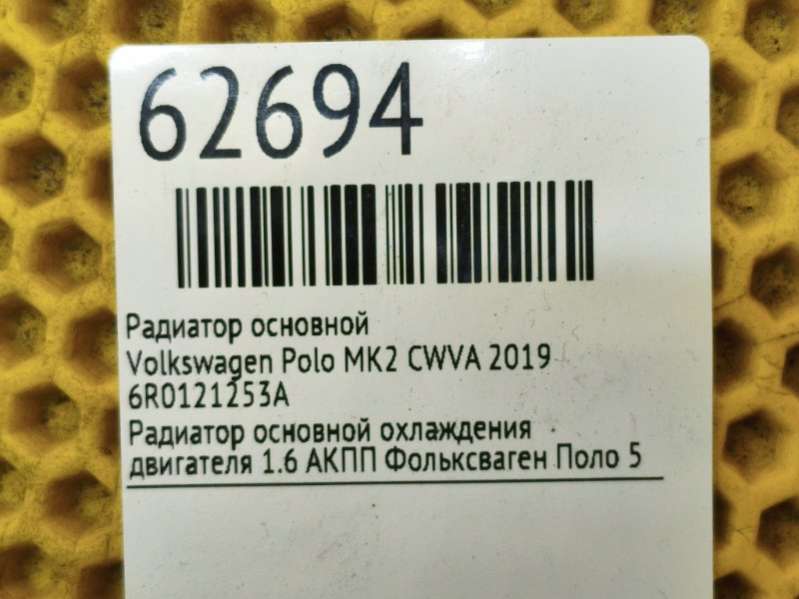 62694
Радиатор основной
Volkswagen Polo MK2 CWVA 2019
6R0121253A
Радиатор основной охлаждения
двигателя 1.6 АКПП Фольксваген Поло 5